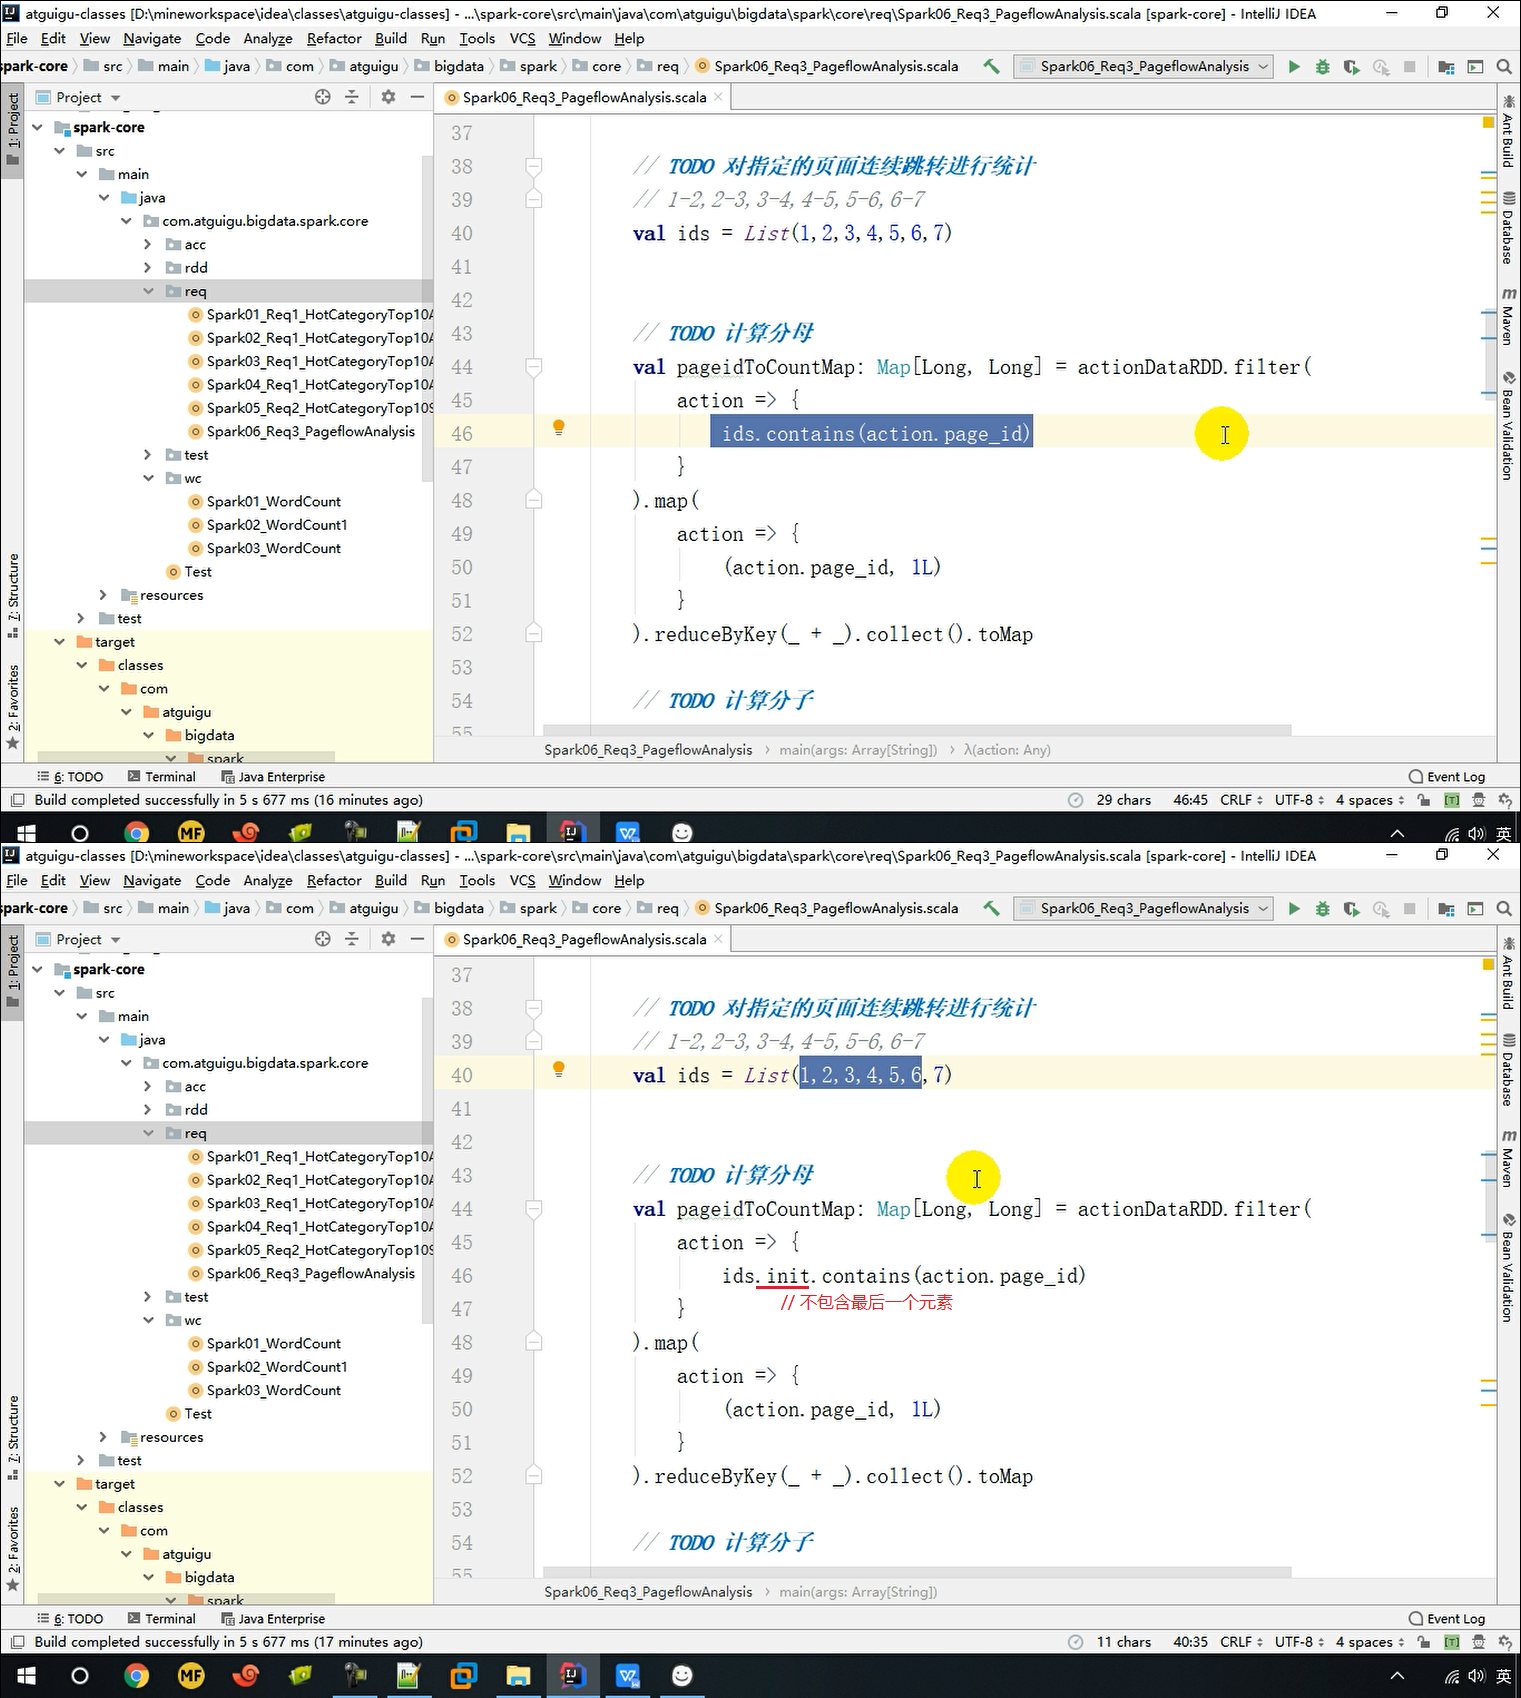 atguigu-classes [D:\mineworkspace\idea\classes\atguigu-classes] - ...\spark-core\src\main\java\com\atguigu\bigdata\spark\core\req\Spark06_Req3_PageflowAnalysis.scala [spark-core] - IntelliJ IDEA
File Edit View Navigate Code Analyze Refactor Build Run Tools VCS Window Help
spark-core src main java com atguigu bigdata spark core req Spark06_Req3_PageflowAnalysis.scala Spark06_Req3_PageflowAnalysis
Project
Spark06_Req3_PageflowAnalysis.scala
1: Project
Z: Structure
2: Favorites
spark-core
src
main
java
com.atguigu.bigdata.spark.core
acc
rdd
req
Spark01_Req1_HotCategoryTop10A
Spark02_Req1_HotCategoryTop10A
Spark03_Req1_HotCategoryTop10A
Spark04_Req1_HotCategoryTop10A
Spark05_Req2_HotCategoryTop10S
Spark06_Req3_PageflowAnalysis
test
wc
Spark01_WordCount
Spark02_WordCount1
Spark03_WordCount
Test
resources
test
target
classes
com
atguigu
bigdata
spark
37
38 // TODO 对指定的页面连续跳转进行统计
39 // 1-2,2-3,3-4,4-5,5-6,6-7
40 val ids = List(1,2,3,4,5,6,7)
41
42
43 // TODO 计算分母
44 val pageidToCountMap: Map[Long, Long] = actionDataRDD.filter(
45 action => {
46 ids.contains(action.page_id)
47 }
48 ).map(
49 action => {
50 (action.page_id, 1L)
51 }
52 ).reduceByKey(_ + _).collect().toMap
53
54 // TODO 计算分子
55
Spark06_Req3_PageflowAnalysis main(args: Array[String]) λ(action: Any)
Ant Build
Database
Maven
Bean Validation
6: TODO Terminal Java Enterprise Event Log
Build completed successfully in 5 s 677 ms (16 minutes ago) 29 chars 46:45 CRLF UTF-8 4 spaces
MF 英
atguigu-classes [D:\mineworkspace\idea\classes\atguigu-classes] - ...\spark-core\src\main\java\com\atguigu\bigdata\spark\core\req\Spark06_Req3_PageflowAnalysis.scala [spark-core] - IntelliJ IDEA
File Edit View Navigate Code Analyze Refactor Build Run Tools VCS Window Help
spark-core src main java com atguigu bigdata spark core req Spark06_Req3_PageflowAnalysis.scala Spark06_Req3_PageflowAnalysis
Project
Spark06_Req3_PageflowAnalysis.scala
1: Project
Z: Structure
2: Favorites
spark-core
src
main
java
com.atguigu.bigdata.spark.core
acc
rdd
req
Spark01_Req1_HotCategoryTop10A
Spark02_Req1_HotCategoryTop10A
Spark03_Req1_HotCategoryTop10A
Spark04_Req1_HotCategoryTop10A
Spark05_Req2_HotCategoryTop10S
Spark06_Req3_PageflowAnalysis
test
wc
Spark01_WordCount
Spark02_WordCount1
Spark03_WordCount
Test
resources
test
target
classes
com
atguigu
bigdata
spark
37
38 // TODO 对指定的页面连续跳转进行统计
39 // 1-2,2-3,3-4,4-5,5-6,6-7
40 val ids = List(1,2,3,4,5,6,7)
41
42
43 // TODO 计算分母
44 val pageidToCountMap: Map[Long, Long] = actionDataRDD.filter(
45 action => {
46 ids.init.contains(action.page_id)
// 不包含最后一个元素
47 }
48 ).map(
49 action => {
50 (action.page_id, 1L)
51 }
52 ).reduceByKey(_ + _).collect().toMap
53
54 // TODO 计算分子
55
Spark06_Req3_PageflowAnalysis main(args: Array[String])
Ant Build
Database
Maven
Bean Validation
6: TODO Terminal Java Enterprise Event Log
Build completed successfully in 5 s 677 ms (17 minutes ago) 11 chars 40:35 CRLF UTF-8 4 spaces
MF 英